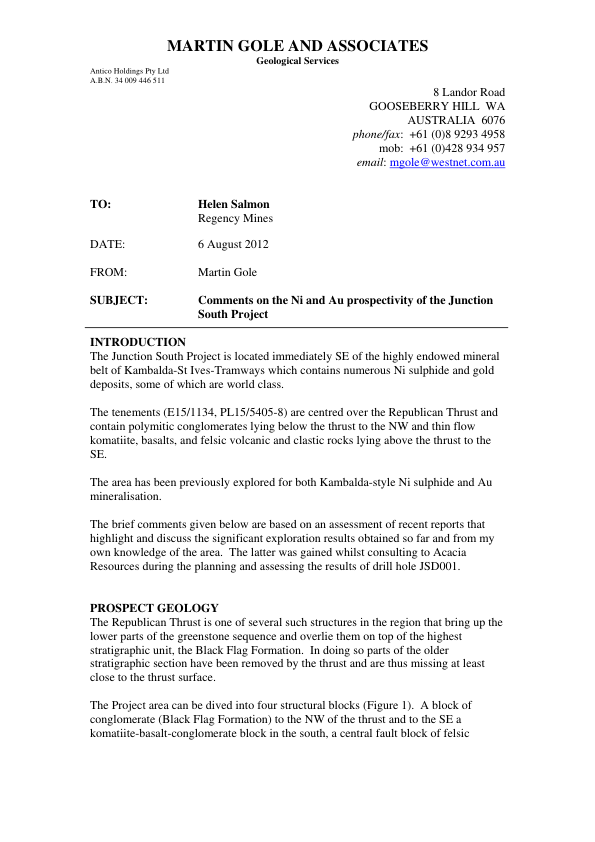 MARTIN GOLE AND ASSOCIATES
Geological Services
Antico Holdings Pty Ltd
A.B.N. 34 009 446 511
8 Landor Road
GOOSEBERRY HILL WA
AUSTRALIA 6076
phone/fax: +61 (0)8 9293 4958
mob: +61 (0)428 934 957
email: mgole@westnet.com.au
TO: Helen Salmon
Regency Mines
DATE: 6 August 2012
FROM: Martin Gole
SUBJECT: Comments on the Ni and Au prospectivity of the Junction
South Project
INTRODUCTION
The Junction South Project is located immediately SE of the highly endowed mineral
belt of Kambalda-St Ives-Tramways which contains numerous Ni sulphide and gold
deposits, some of which are world class.
The tenements (E15/1134, PL15/5405-8) are centred over the Republican Thrust and
contain polymitic conglomerates lying below the thrust to the NW and thin flow
komatiite, basalts, and felsic volcanic and clastic rocks lying above the thrust to the
SE.
The area has been previously explored for both Kambalda-style Ni sulphide and Au
mineralisation.
The brief comments given below are based on an assessment of recent reports that
highlight and discuss the significant exploration results obtained so far and from my
own knowledge of the area. The latter was gained whilst consulting to Acacia
Resources during the planning and assessing the results of drill hole JSD001.
PROSPECT GEOLOGY
The Republican Thrust is one of several such structures in the region that bring up the
lower parts of the greenstone sequence and overlie them on top of the highest
stratigraphic unit, the Black Flag Formation. In doing so parts of the older
stratigraphic section have been removed by the thrust and are thus missing at least
close to the thrust surface.
The Project area can be dived into four structural blocks (Figure 1). A block of
conglomerate (Black Flag Formation) to the NW of the thrust and to the SE a
komatiite-basalt-conglomerate block in the south, a central fault block of felsic